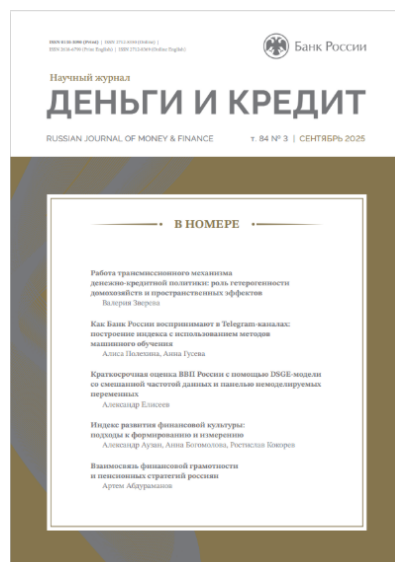 Банк России
Научный журнал
ДЕНЬГИ И КРЕДИТ
RUSSIAN JOURNAL OF MONEY & FINANCE
т. 84 № 3 | СЕНТЯБРЬ 2025
В НОМЕРЕ
Работа трансмиссионного механизма
денежно-кредитной политики: роль гетерогенности
домохозяйств и пространственных эффектов
Валерия Зверева
Как Банк России воспринимают в Telegram-каналах:
построение индекса с использованием методов
машинного обучения
Алиса Полехина, Анна Гусева
Краткосрочная оценка ВВП России с помощью DSGE-модели
со смешанной частотой данных и панелью немоделируемых
переменных
Александр Елисеев
Индекс развития финансовой культуры:
подходы к формированию и измерению
Александр Аузан, Анна Богомолова, Ростислав Кокорев
Взаимосвязь финансовой грамотности
и пенсионных стратегий россиян
Артем Абдураманов